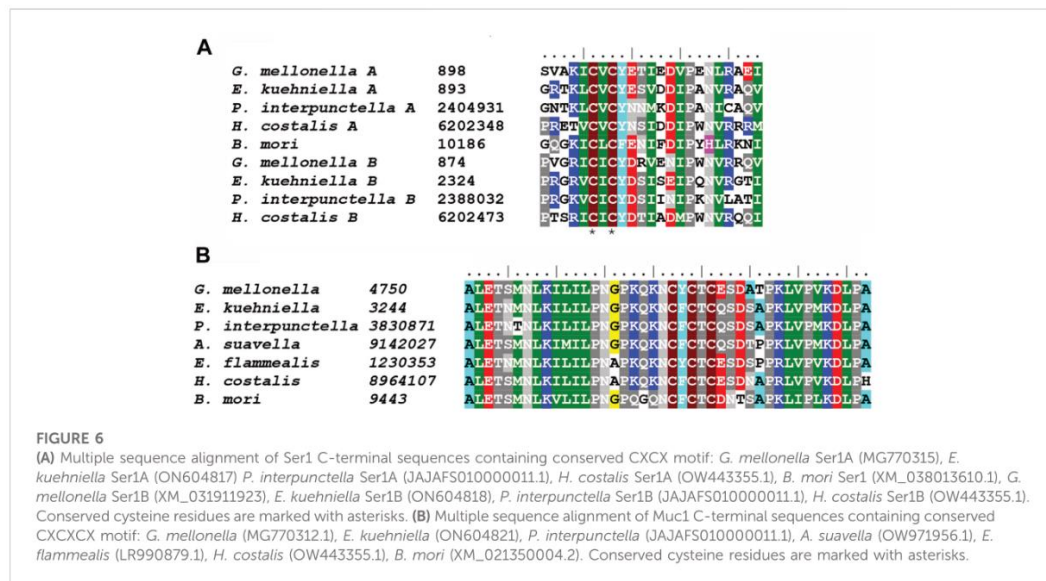 A
G. mellonella A 898 SVAKICVCYETIEDVPENLRAEI
E. kuehniella A 893 GRTKLCVCYESVDDIPANVRAQV
P. interpunctella A 2404931 GNTKLCVCYNNMKDIPANICAQV
H. costalis A 6202348 PRETVCVCYNSIDDIPWNVRRRM
B. mori 10186 GQGKICLCFENIFDIPYHLRKNI
G. mellonella B 874 PVGRICICYDRVENIPWNVRRQV
E. kuehniella B 2324 PRGRVCICYDSISEIPQNVRGTI
P. interpunctella B 2388032 PRGKVCICYDSIINIPKNVLATI
H. costalis B 6202473 PTSRICICYDTIADMPWNVRQQI
* *
B
G. mellonella 4750 ALETSMNLKILILPNGPKQKNCYCTCESDATPKLVPVKDLPA
E. kuehniella 3244 ALETNMNLKILILPNGPKQKNCFCTCQSDSAPKLVPMKDLPA
P. interpunctella 3830871 ALETNTNLKILILPNGPKQKNCFCTCQSDSAPKLVPMKDLPA
A. suavella 9142027 ALETSMNLKIMILPNGPKQKNCFCTCQSDTPPKLVPMKDLPA
E. flammealis 1230353 ALETNMNLKILILPNAPKQKNCFCTCESDSPPRLVPVKDLPA
H. costalis 8964107 ALETSMNLKILILPNAPKQKNCFCTCESDNAPRLVPVKDLPH
B. mori 9443 ALETSMNLKVLILPNGPQGQNCFCTCDNTSAPKLIPLKDLPA
FIGURE 6
(A) Multiple sequence alignment of Ser1 C-terminal sequences containing conserved CXCX motif: G. mellonella Ser1A (MG770315), E.
kuehniella Ser1A (ON604817) P. interpunctella Ser1A (JAJAFS010000011.1), H. costalis Ser1A (OW443355.1), B. mori Ser1 (XM_038013610.1), G.
mellonella Ser1B (XM_031911923), E. kuehniella Ser1B (ON604818), P. interpunctella Ser1B (JAJAFS010000011.1), H. costalis Ser1B (OW443355.1).
Conserved cysteine residues are marked with asterisks. (B) Multiple sequence alignment of Muc1 C-terminal sequences containing conserved
CXCXCX motif: G. mellonella (MG770312.1), E. kuehniella (ON604821), P. interpunctella (JAJAFS010000011.1), A. suavella (OW971956.1), E.
flammealis (LR990879.1), H. costalis (OW443355.1), B. mori (XM_021350004.2). Conserved cysteine residues are marked with asterisks.